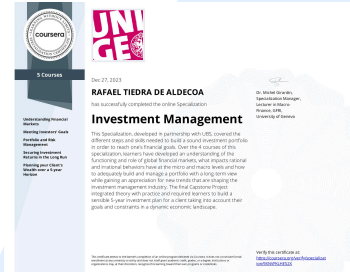 coursera
UNI
GE
5 Courses
Understanding Financial
Markets
Meeting Investors' Goals
Portfolio and Risk
Management
Securing Investment
Returns in the Long Run
Planning your Client's
Wealth over a 5-year
Horizon
Dec 27, 2023
RAFAEL TIEDRA DE ALDECOA
has successfully completed the online Specialization
Investment Management
This Specialization, developed in partnership with UBS, covered the
different steps and skills needed to build a sound investment portfolio
in order to reach one's financial goals. Over the 4 courses of this
specialization, learners have developed an understanding of the
functioning and role of global financial markets, what impacts rational
and irrational behaviors at the micro and macro levels and how
to adequately build and manage a portfolio with a long-term view
while gaining an appreciation for new trends that are shaping the
investment management industry. The final Capstone Project
integrated theory with practice and required learners to build a
sensible 5-year investment plan for a client taking into account their
goals and constraints in a dynamic economic landscape.
Dr. Michel Girardin,
Specialization Manager,
Lecturer in Macro-
Finance, GFRI,
University of Geneva
Verify this certificate at: